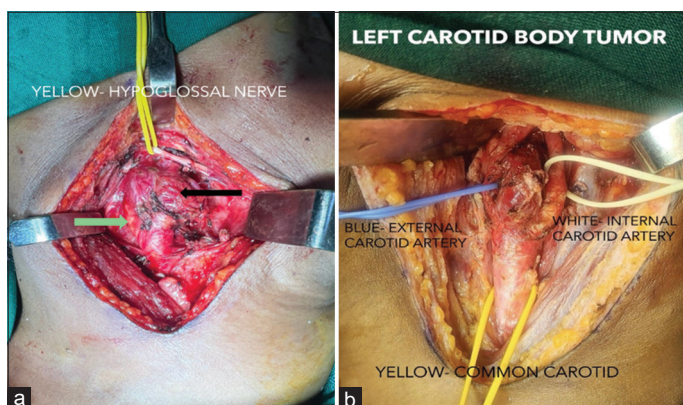 YELLOW- HYPOGLOSSAL NERVE
a
LEFT CAROTID BODY TUMOR
BLUE- EXTERNAL
CAROTID ARTERY
WHITE- INTERNAL
CAROTID ARTERY
YELLOW- COMMON CAROTID
b